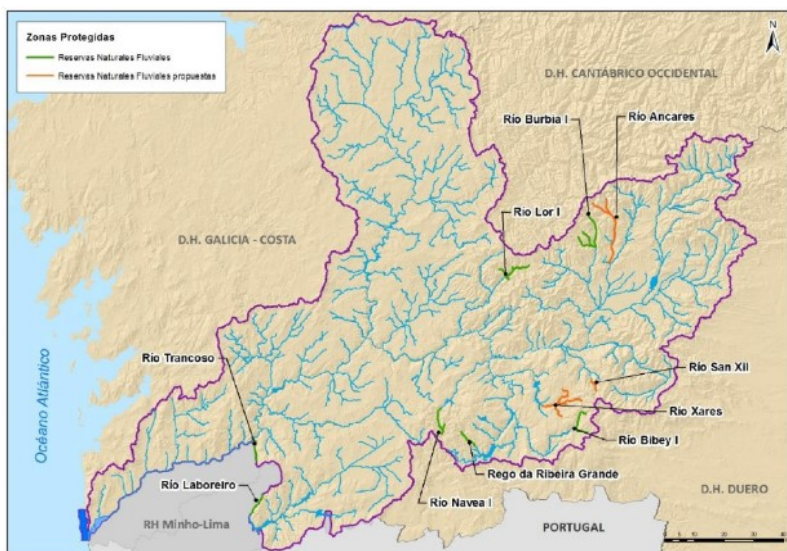 Zonas Protegidas
Reservas Naturales Fluviales
Reservas Naturales Fluviales propuestas
N
D.H. CANTÁBRICO OCCIDENTAL
Río Burbia I
Río Ancares
Río Lor I
D.H. GALICIA - COSTA
Océano Atlántico
Río Trancoso
Río San Xil
Río Xares
Río Bibey I
Rego da Ribeira Grande
Río Navea I
Río Laboreiro
D.H. DUERO
RH Minho-Lima
PORTUGAL